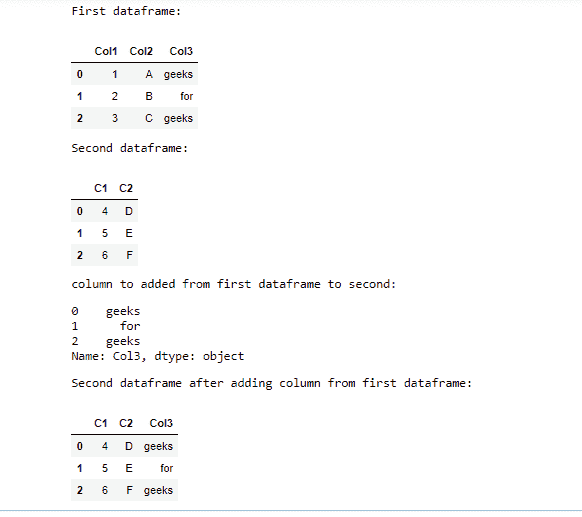 First dataframe:
Col1 Col2 Col3
0 1 A geeks
1 2 B for
2 3 C geeks
Second dataframe:
C1 C2
0 4 D
1 5 E
2 6 F
column to added from first dataframe to second:
0 geeks
1 for
2 geeks
Name: Col3, dtype: object
Second dataframe after adding column from first dataframe:
C1 C2 Col3
0 4 D geeks
1 5 E for
2 6 F geeks